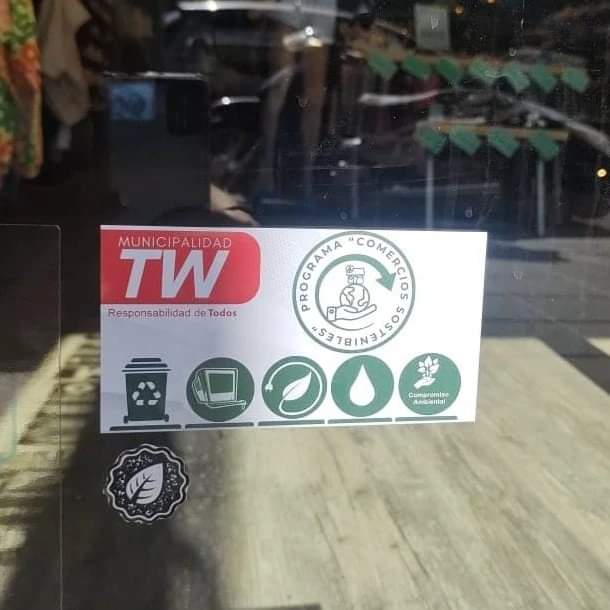 MUNICIPALIDAD
TW
Responsabilidad de Todos
PROGRAMA "COMERCIOS SOSTENIBLES"
Compromiso
Ambiental